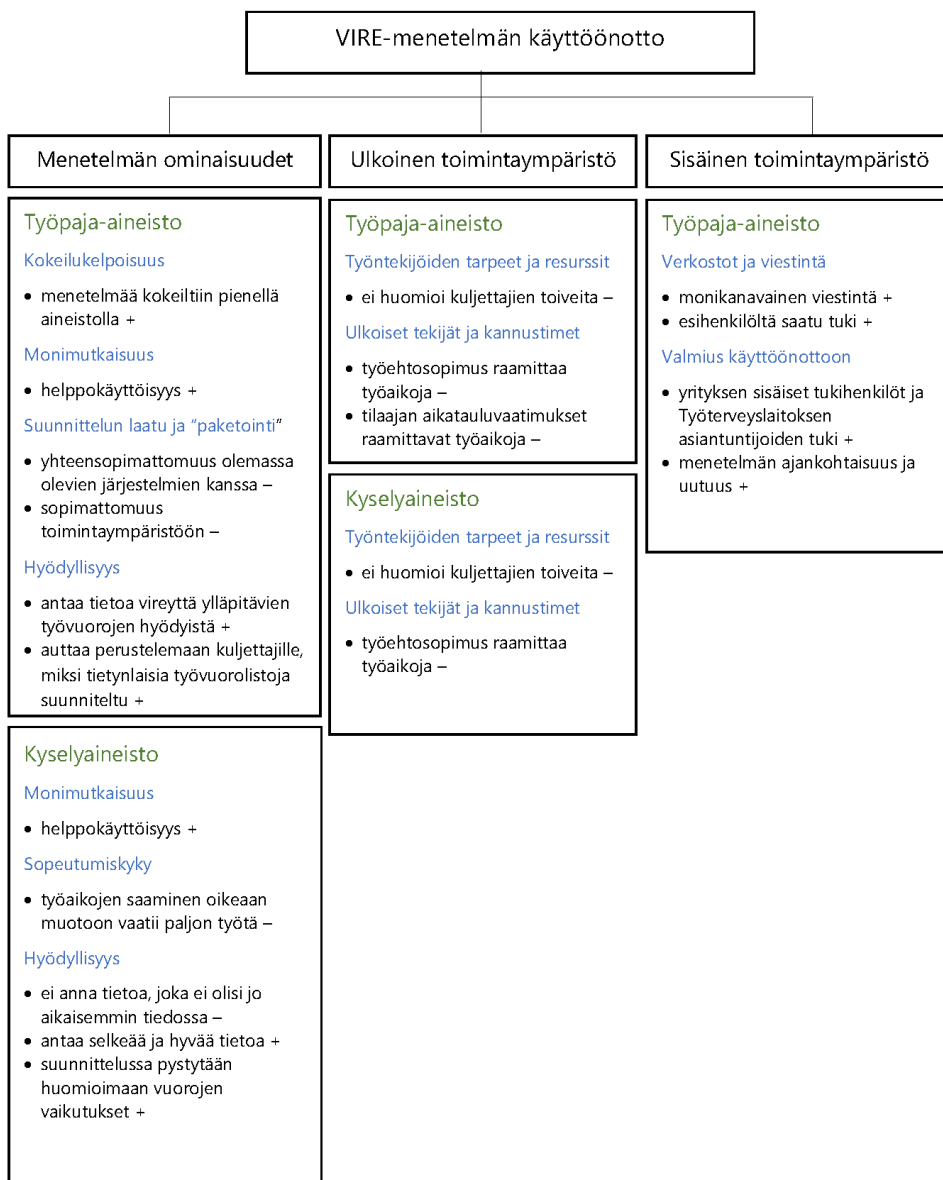 VIRE-menetelmän käyttöönotto
Menetelmän ominaisuudet
Työpaja-aineisto
Kokeilukelpoisuus
• menetelmää kokeiltiin pienellä
aineistolla +
Monimutkaisuus
• helppokäyttöisyys +
Suunnittelun laatu ja "paketointi"
• yhteensopimattomuus olemassa
olevien järjestelmien kanssa –
• sopimattomuus
toimintaympäristöön –
Hyödyllisyys
• antaa tietoa vireyttä ylläpitävien
työvuorojen hyödyistä +
• auttaa perustelemaan kuljettajille,
miksi tietynlaisia työvuorolistoja
suunniteltu +
Kyselyaineisto
Monimutkaisuus
• helppokäyttöisyys +
Sopeutumiskyky
• työaikojen saaminen oikeaan
muotoon vaatii paljon työtä –
Hyödyllisyys
• ei anna tietoa, joka ei olisi jo
aikaisemmin tiedossa –
• antaa selkeää ja hyvää tietoa +
• suunnittelussa pystytään
huomioimaan vuorojen
vaikutukset +
Ulkoinen toimintaympäristö
Työpaja-aineisto
Työntekijöiden tarpeet ja resurssit
• ei huomioi kuljettajien toiveita –
Ulkoiset tekijät ja kannustimet
• työehtosopimus raamittaa
työaikoja –
• tilaajan aikatauluvaatimukset
raamittavat työaikoja –
Kyselyaineisto
Työntekijöiden tarpeet ja resurssit
• ei huomioi kuljettajien toiveita –
Ulkoiset tekijät ja kannustimet
• työehtosopimus raamittaa
työaikoja –
Sisäinen toimintaympäristö
Työpaja-aineisto
Verkostot ja viestintä
• monikanavainen viestintä +
• esihenkilöltä saatu tuki +
Valmius käyttöönottoon
• yrityksen sisäiset tukihenkilöt ja
Työterveyslaitoksen
asiantuntijoiden tuki +
• menetelmän ajankohtaisuus ja
uutuus +